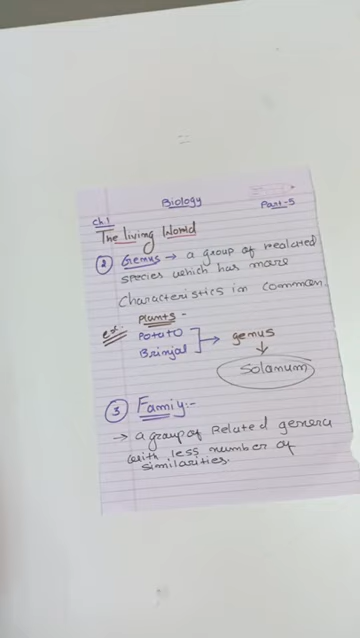 Biology
Part-5
Ch.1
The living World
② Genus → a group of realated
species which has more
characteristics in common.
ex:- Plants -
Potato
Brinjal
→ genus
↓
Solanum
③ Famiy:-
→ a group of Related genera
with less number of
similarities.